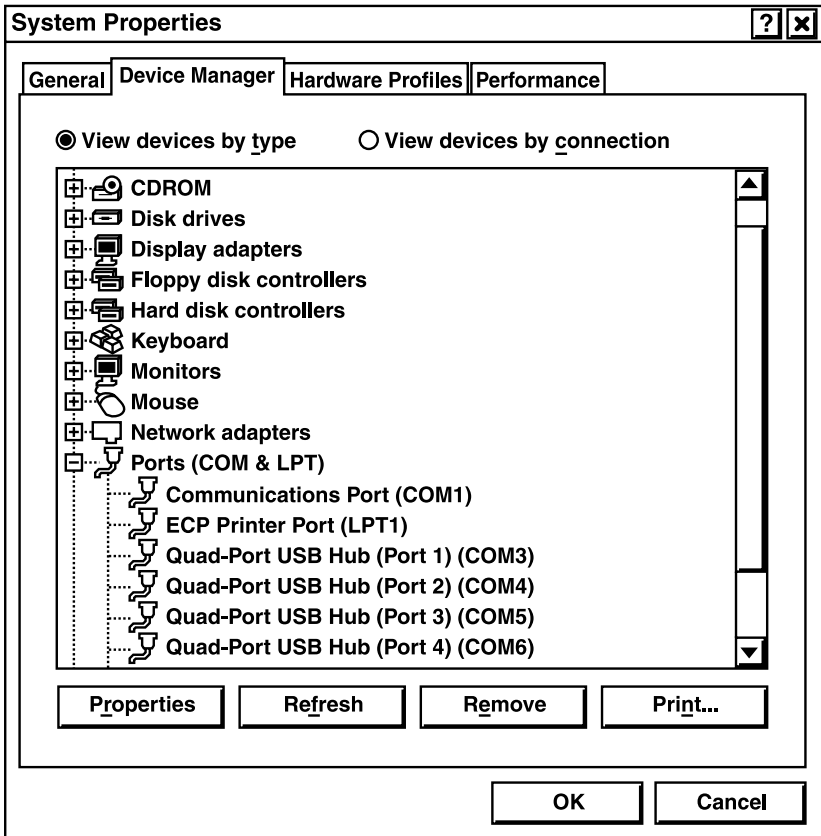 System Properties
?
General Device Manager Hardware Profiles Performance
View devices by type View devices by connection
CDROM
Disk drives
Display adapters
Floppy disk controllers
Hard disk controllers
Keyboard
Monitors
Mouse
Network adapters
Ports (COM & LPT)
Communications Port (COM1)
ECP Printer Port (LPT1)
Quad-Port USB Hub (Port 1) (COM3)
Quad-Port USB Hub (Port 2) (COM4)
Quad-Port USB Hub (Port 3) (COM5)
Quad-Port USB Hub (Port 4) (COM6)
Properties Refresh Remove Print...
OK Cancel